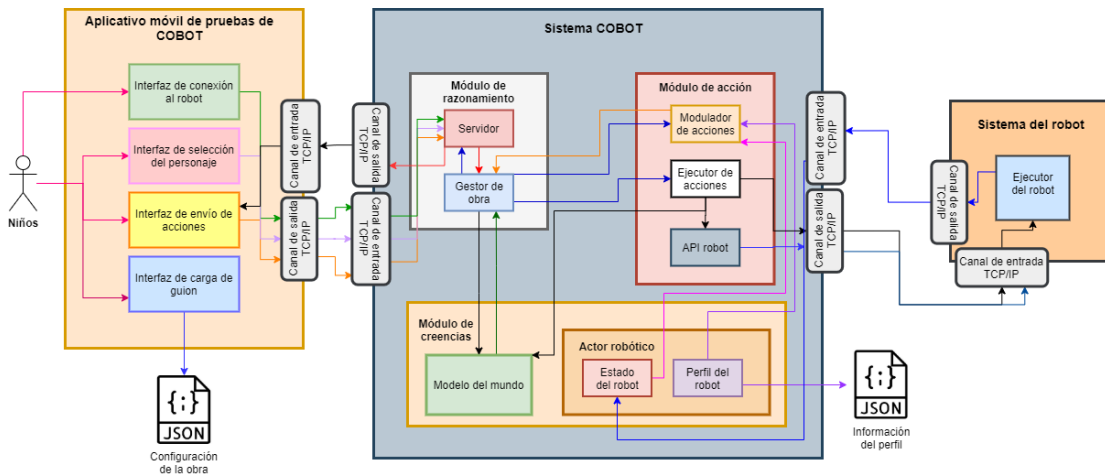 Aplicativo móvil de pruebas de
COBOT
Interfaz de conexión
al robot
Interfaz de selección
del personaje
Interfaz de envío de
acciones
Interfaz de carga de
guion
Niños
Canal de entrada
TCP/IP
Canal de salida
TCP/IP
{;}
JSON
Configuración
de la obra
Sistema COBOT
Canal de salida
TCP/IP
Canal de entrada
TCP/IP
Módulo de
razonamiento
Servidor
Gestor de
obra
Módulo de acción
Modulador
de acciones
Ejecutor de
acciones
API robot
Canal de entrada
TCP/IP
Canal de salida
TCP/IP
Módulo de
creencias
Modelo del mundo
Actor robótico
Estado
del robot
Perfil del
robot
{;}
JSON
Información
del perfil
Sistema del robot
Ejecutor
del robot
Canal de salida
TCP/IP
Canal de entrada
TCP/IP